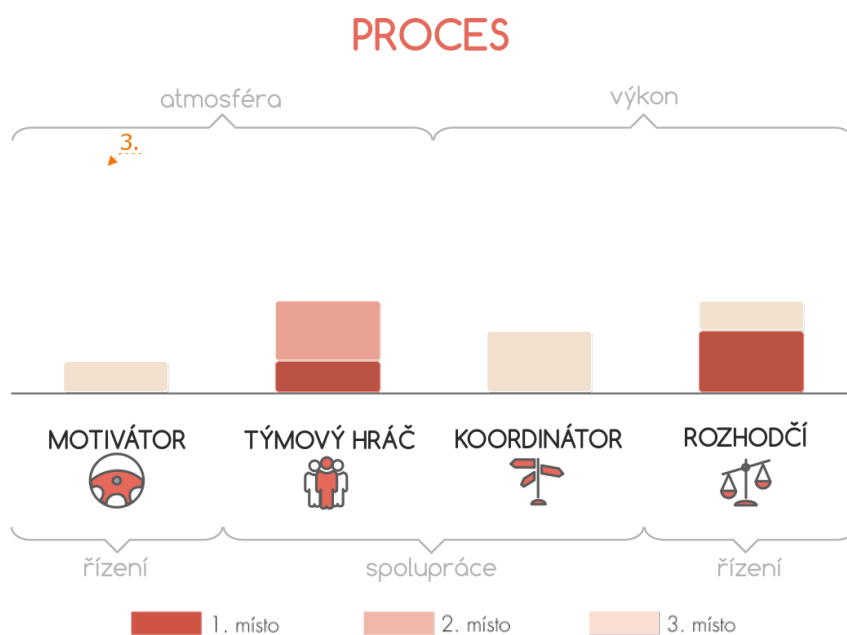 PROCES
atmosféra
výkon
3.
MOTIVÁTOR
TÝMOVÝ HRÁČ
KOORDINÁTOR
ROZHODČÍ
řízení
spolupráce
řízení
1. místo
2. místo
3. místo